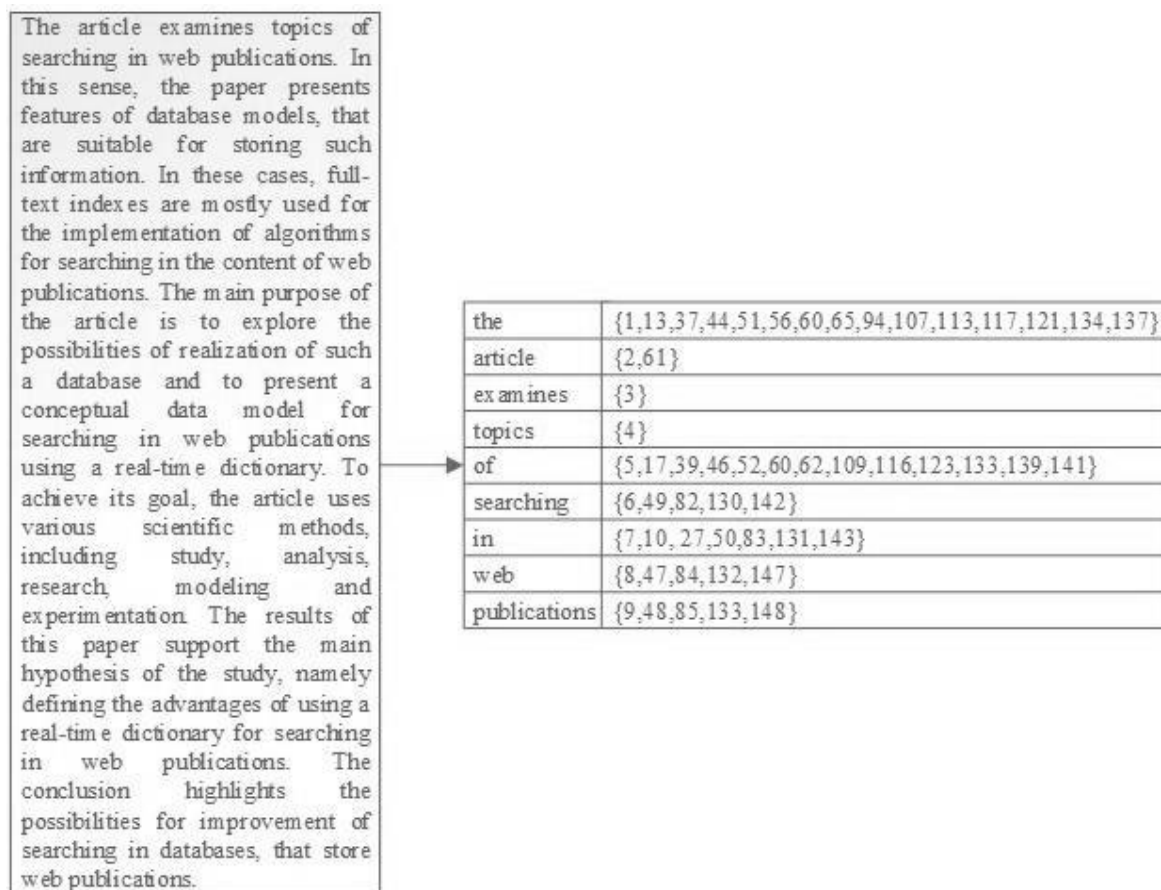 The article examines topics of
searching in web publications. In
this sense, the paper presents
features of database models, that
are suitable for storing such
information. In these cases, full-
text indexes are mostly used for
the implementation of algorithms
for searching in the content of web
publications. The main purpose of
the article is to explore the
possibilities of realization of such
a database and to present a
conceptual data model for
searching in web publications
using a real-time dictionary. To
achieve its goal, the article uses
various scientific methods,
including study, analysis,
research, modeling and
experimentation. The results of
this paper support the main
hypothesis of the study, namely
defining the advantages of using a
real-time dictionary for searching
in web publications. The
conclusion highlights the
possibilities for improvement of
searching in databases, that store
web publications.
the {1,13,37,44,51,56,60,65,94,107,113,117,121,134,137}
article {2,61}
examines {3}
topics {4}
of {5,17,39,46,52,60,62,109,116,123,133,139,141}
searching {6,49,82,130,142}
in {7,10, 27,50,83,131,143}
web {8,47,84,132,147}
publications {9,48,85,133,148}